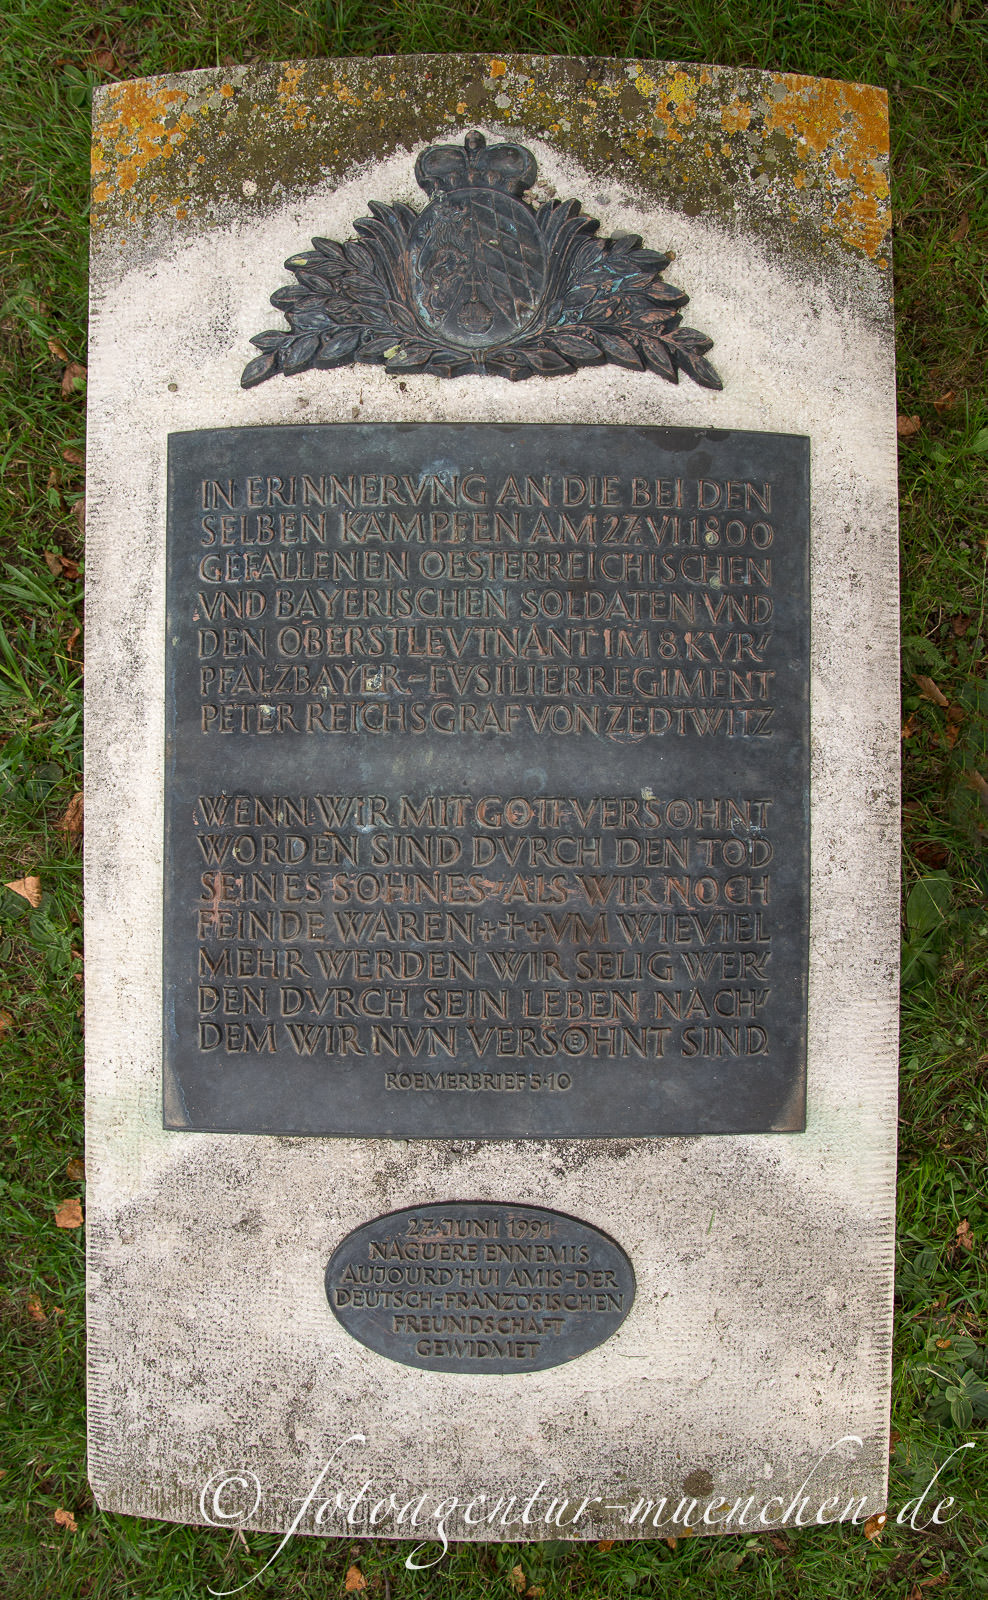 IN ERINNERVNG AN DIE BEI DEN
SELBEN KÄMPFEN AM 27.VI.1800
GEFALLENEN OESTERREICHISCHEN
VND BAYERISCHEN SOLDATEN VND
DEN OBERSTLEVTNANT IM 8 KVR'
PFALZBAYER.-FVSILIERREGIMENT
PETER REICHSGRAF VON ZEDTWITZ
WENN WIR MIT GOTT VERSOEHNT
WORDEN SIND DVRCH DEN TOD
SEINES SOHNES-ALS WIR NOCH
FEINDE WAREN +++VM WIEVIEL
MEHR WERDEN WIR SELIG WER'
DEN DVRCH SEIN LEBEN NACH'
DEM WIR NVN VERSOEHNT SIND.
ROEMERBRIEF 5·10
27·JUNI 1991
NAGUERE ENNEMIS
AUJOURD'HUI AMIS-DER
DEUTSCH-FRANZÖSISCHEN
FREUNDSCHAFT
GEWIDMET
© fotoagentur-muenchen.de